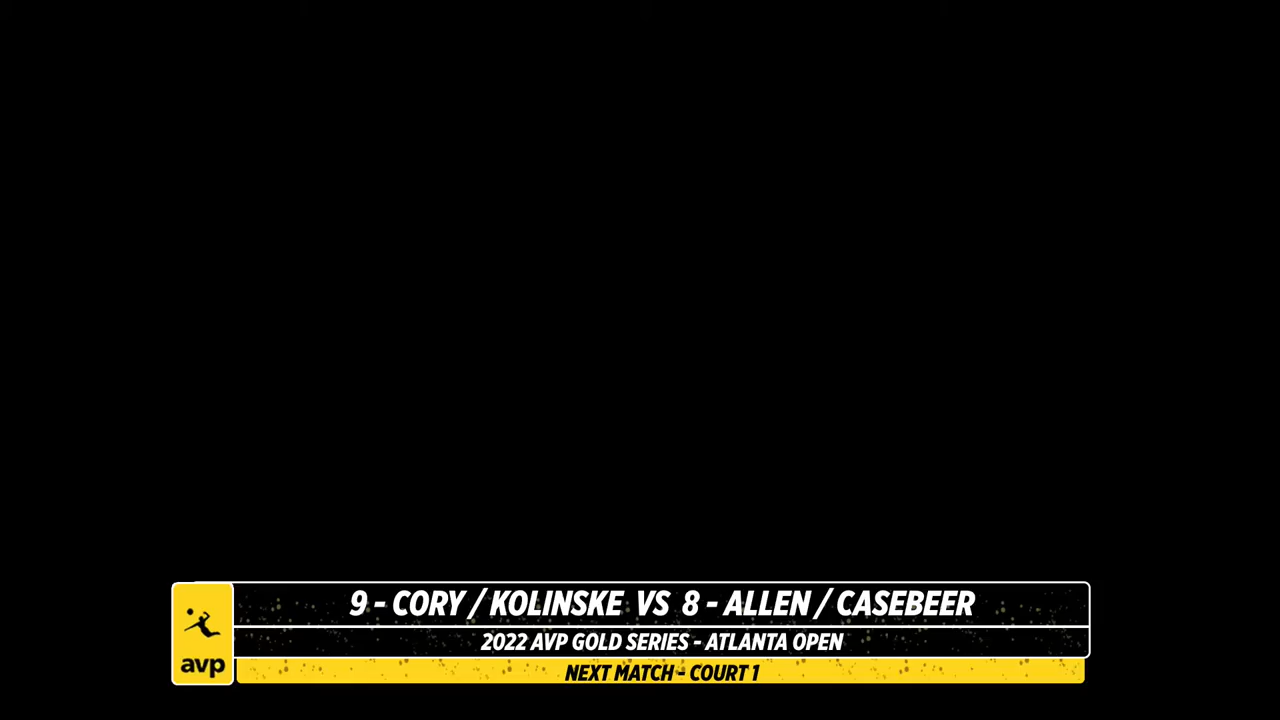 9 - CORY / KOLINSKE VS 8 - ALLEN / CASEBEER
2022 AVP GOLD SERIES - ATLANTA OPEN
avp
NEXT MATCH - COURT 1